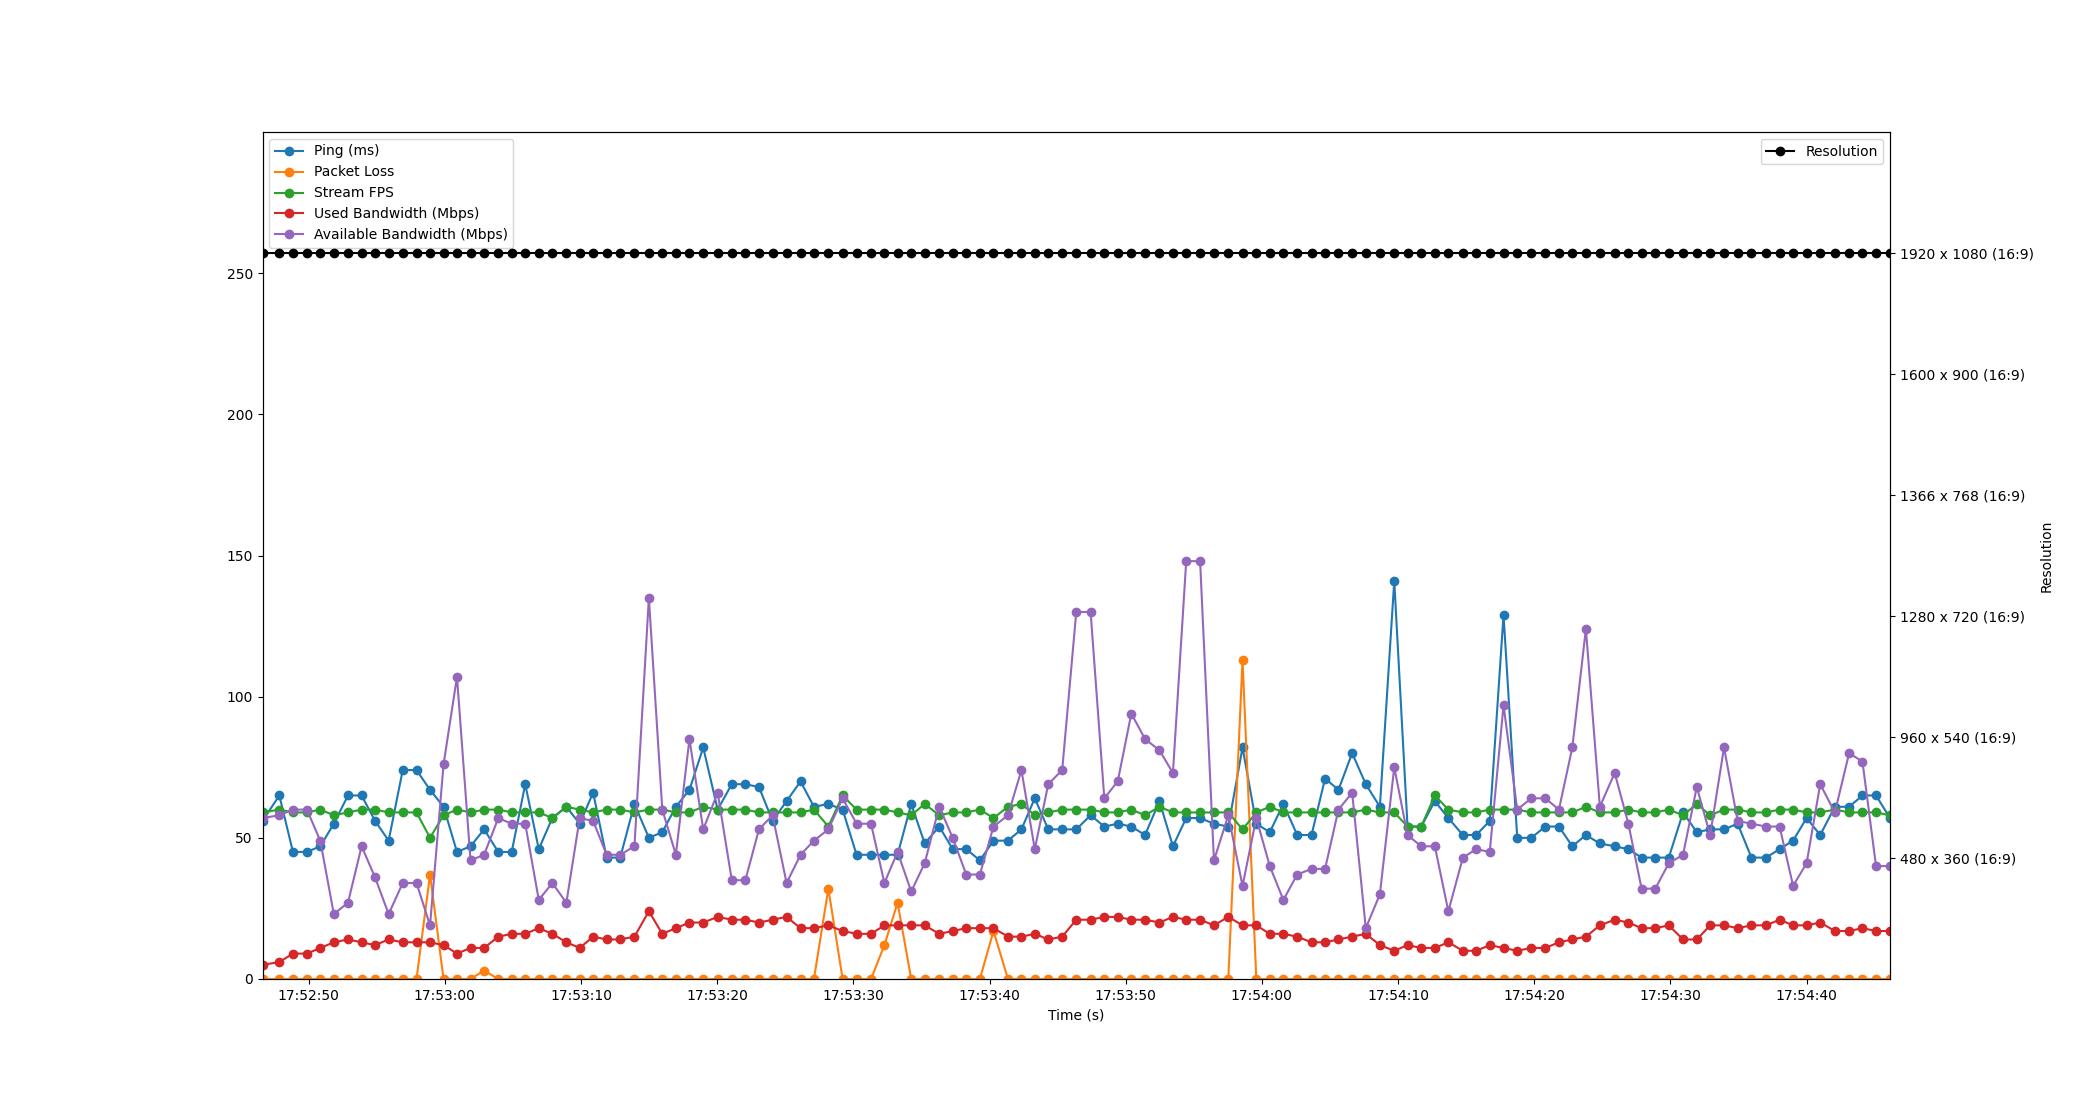 Ping (ms)
Packet Loss
Stream FPS
Used Bandwidth (Mbps)
Available Bandwidth (Mbps)
Resolution
250
200
150
100
50
0
1920 x 1080 (16:9)
1600 x 900 (16:9)
1366 x 768 (16:9)
1280 x 720 (16:9)
960 x 540 (16:9)
480 x 360 (16:9)
Resolution
17:52:50 17:53:00 17:53:10 17:53:20 17:53:30 17:53:40 17:53:50 17:54:00 17:54:10 17:54:20 17:54:30 17:54:40
Time (s)